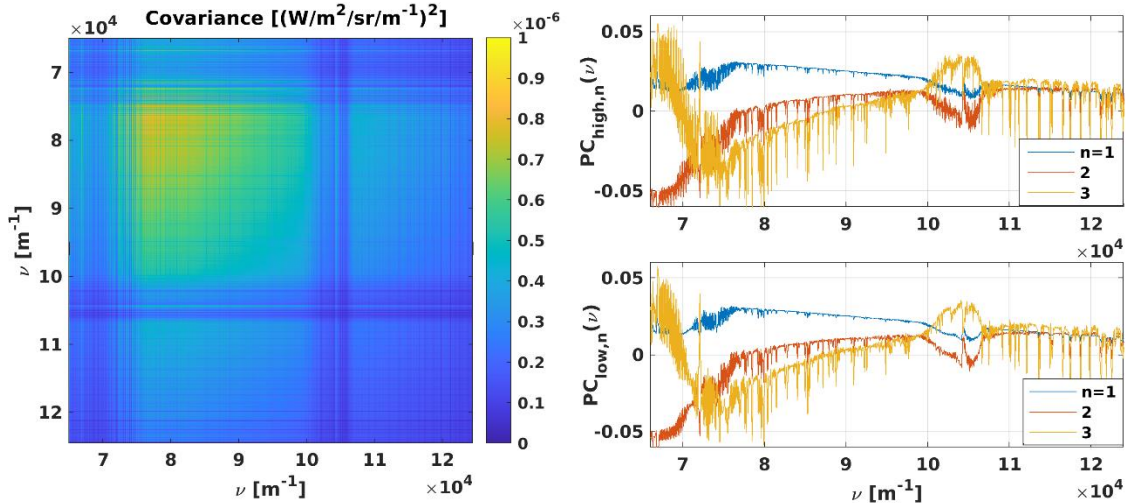 Covariance [(W/m²/sr/m⁻¹)²]
×10⁴
×10⁻⁶
7
8
9
10
11
12
ν [m⁻¹]
7 8 9 10 11 12
ν [m⁻¹] ×10⁴
1
0.9
0.8
0.7
0.6
0.5
0.4
0.3
0.2
0.1
0
PC_high,n(ν)
0.05
0
-0.05
n=1
2
3
7 8 9 10 11 12
×10⁴
PC_low,n(ν)
0.05
0
-0.05
n=1
2
3
7 8 9 10 11 12
ν [m⁻¹] ×10⁴